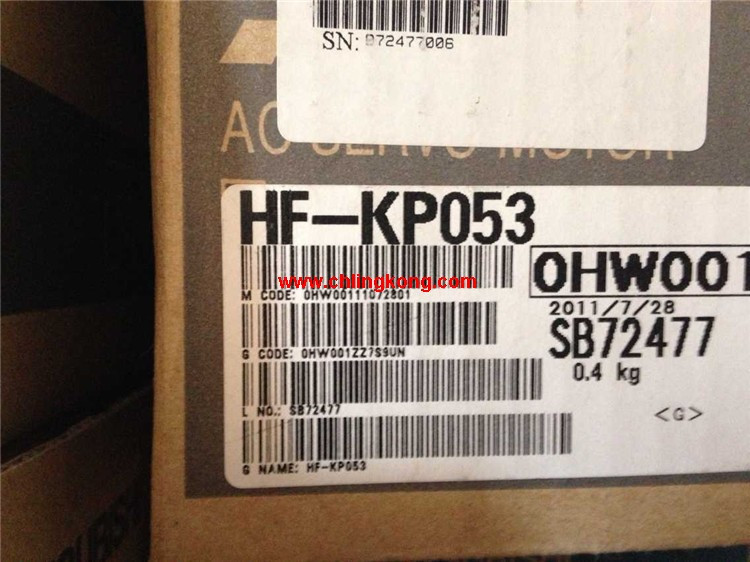 SN: 972477006
AC SERVO MOTOR
HF-KP053
0HW001
www.chlingkong.com
M CODE: 0HW00111072801
2011/7/28
SB72477
G CODE: 0HW001ZZ7S9UN
0.4 kg
L NO.: SB72477
<G>
G NAME: HF-KP053